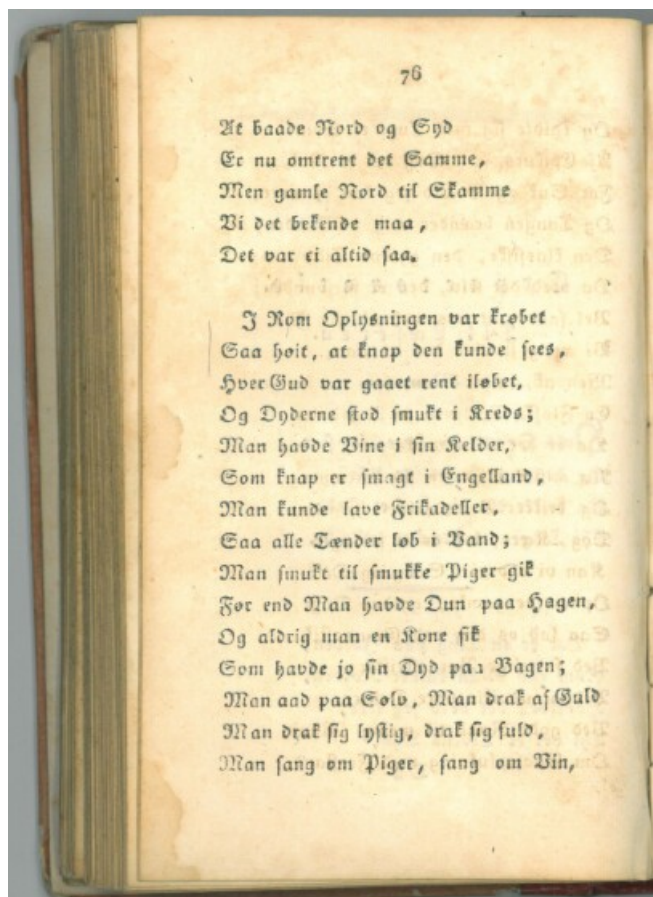 76
At baade Nord og Syd
Er nu omtrent det Samme,
Men gamle Nord til Skamme
Vi det bekende maa,
Det var ei altid saa.
I Rom Oplysningen var krøbet
Saa høit, at knap den kunde sees,
Hver Gud var gaaet rent iløbet,
Og Dyderne stod smukt i Kreds;
Man havde Vine i sin Kelder,
Som knap er smagt i Engelland,
Man kunde lave Frikadeller,
Saa alle Tænder løb i Vand;
Man smukt til smukke Piger gik
Før end Man havde Dun paa Hagen,
Og aldrig man en Kone fik
Som havde jo sin Dyd paa Bagen;
Man aad paa Sølv, Man drak af Guld
Man drak sig lystig, drak sig fuld,
Man sang om Piger, sang om Vin,